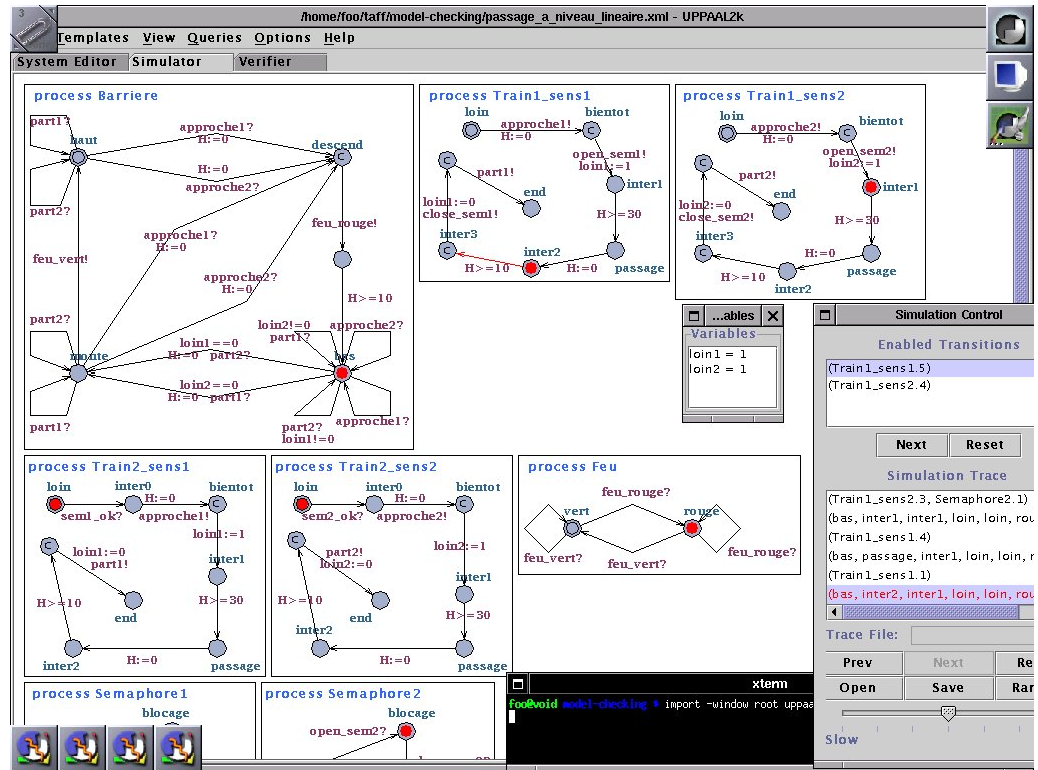 3
/home/foo/taff/model-checking/passage_a_niveau_lineaire.xml - UPPAAL2k
Templates View Queries Options Help
System Editor Simulator Verifier
process Barriere
part1?
haut
part2?
approche1?
H:=0
H:=0
approche2?
descend
feu_vert!
approche1?
H:=0
approche2?
H:=0
feu_rouge!
H>=10
part2?
monte
part1?
loin1==0
H:=0 part2?
loin2==0
H:=0 part1?
loin2!=0
part1?
approche2?
bas
part2?
loin1!=0
approche1?
process Train1_sens1
loin
approche1!
H:=0
bientot
open_sem1!
loin1:=1
inter1
H>=30
passage
H:=0
inter2
H>=10
inter3
loin1:=0
close_sem1!
part1!
end
process Train1_sens2
loin
approche2!
H:=0
bientot
open_sem2!
loin2:=1
inter1
H>=30
passage
H:=0
inter2
H>=10
inter3
loin2:=0
close_sem2!
part2!
end
...ables
Variables
loin1 = 1
loin2 = 1
Simulation Control
Enabled Transitions
(Train1_sens1.5)
(Train1_sens2.4)
Next Reset
Simulation Trace
(Train1_sens2.3, Semaphore2.1)
(bas, inter1, inter1, loin, loin, rou
(Train1_sens1.4)
(bas, passage, inter1, loin, loin, r
(Train1_sens1.1)
(bas, inter2, inter1, loin, loin, rou
Trace File:
Prev Next Re
Open Save Rar
Slow
process Train2_sens1
loin
sem1_ok?
inter0
H:=0
approche1!
bientot
loin1:=1
inter1
H>=30
passage
H:=0
inter2
H>=10
loin1:=0
part1!
end
process Train2_sens2
loin
sem2_ok?
inter0
H:=0
approche2!
bientot
loin2:=1
inter1
H>=30
passage
H:=0
inter2
H>=10
part2!
loin2:=0
end
process Feu
feu_rouge?
vert
rouge
feu_vert?
feu_vert?
feu_rouge?
process Semaphore1
blocage
process Semaphore2
blocage
open_sem2?
xterm
foo@void model-checking $ import -window root uppaa